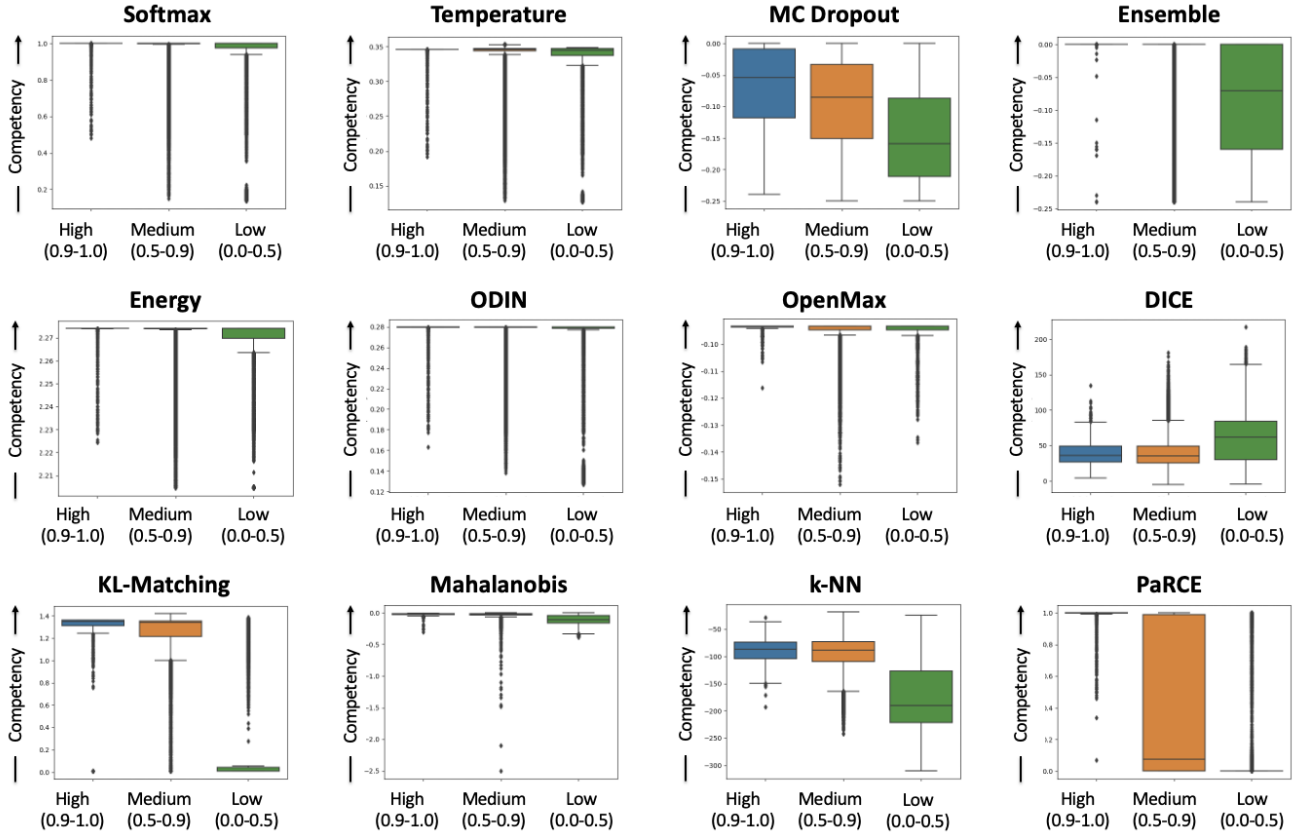 Softmax
Competency
1.0
0.8
0.6
0.4
0.2
High
(0.9-1.0)
Medium
(0.5-0.9)
Low
(0.0-0.5)
Temperature
Competency
0.35
0.30
0.25
0.20
0.15
High
(0.9-1.0)
Medium
(0.5-0.9)
Low
(0.0-0.5)
MC Dropout
Competency
0.00
-0.05
-0.10
-0.15
-0.20
-0.25
High
(0.9-1.0)
Medium
(0.5-0.9)
Low
(0.0-0.5)
Ensemble
Competency
0.00
-0.05
-0.10
-0.15
-0.20
-0.25
High
(0.9-1.0)
Medium
(0.5-0.9)
Low
(0.0-0.5)
Energy
Competency
2.27
2.26
2.25
2.24
2.23
2.22
2.21
High
(0.9-1.0)
Medium
(0.5-0.9)
Low
(0.0-0.5)
ODIN
Competency
0.28
0.26
0.24
0.22
0.20
0.18
0.16
0.14
0.12
High
(0.9-1.0)
Medium
(0.5-0.9)
Low
(0.0-0.5)
OpenMax
Competency
-0.10
-0.11
-0.12
-0.13
-0.14
-0.15
High
(0.9-1.0)
Medium
(0.5-0.9)
Low
(0.0-0.5)
DICE
Competency
200
150
100
50
0
High
(0.9-1.0)
Medium
(0.5-0.9)
Low
(0.0-0.5)
KL-Matching
Competency
1.4
1.2
1.0
0.8
0.6
0.4
0.2
0.0
High
(0.9-1.0)
Medium
(0.5-0.9)
Low
(0.0-0.5)
Mahalanobis
Competency
0.0
-0.5
-1.0
-1.5
-2.0
-2.5
High
(0.9-1.0)
Medium
(0.5-0.9)
Low
(0.0-0.5)
k-NN
Competency
-50
-100
-150
-200
-250
-300
High
(0.9-1.0)
Medium
(0.5-0.9)
Low
(0.0-0.5)
PaRCE
Competency
1.0
0.8
0.6
0.4
0.2
0.0
High
(0.9-1.0)
Medium
(0.5-0.9)
Low
(0.0-0.5)